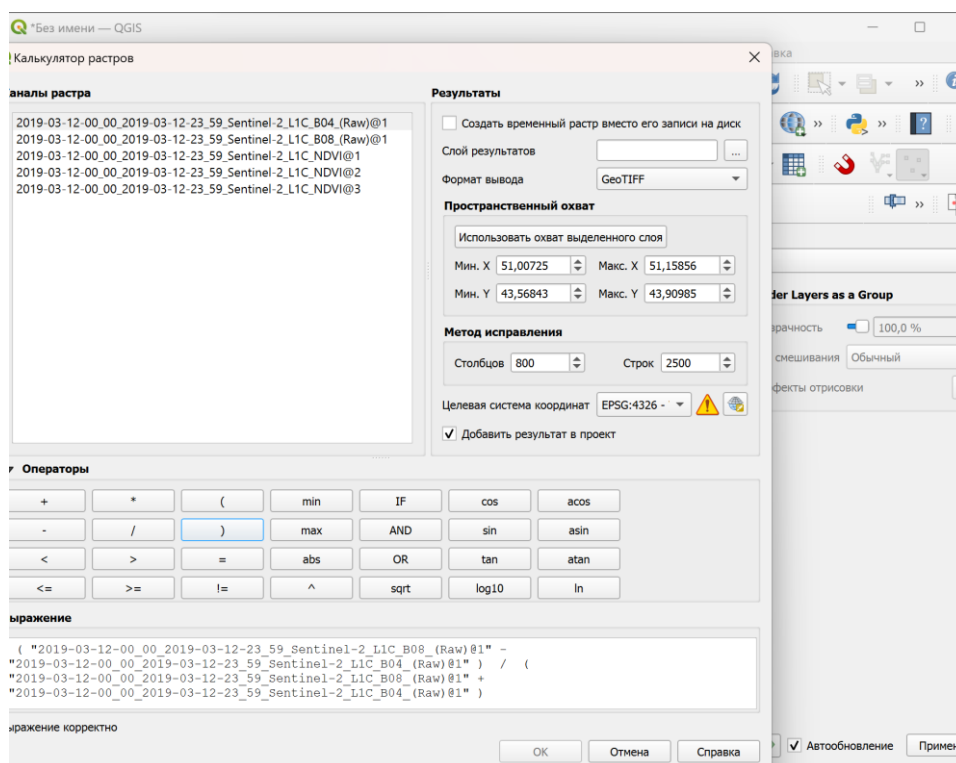 *Без имени — QGIS
Калькулятор растров
вка
аналы растра
Результаты
2019-03-12-00_00_2019-03-12-23_59_Sentinel-2_L1C_B04_(Raw)@1
2019-03-12-00_00_2019-03-12-23_59_Sentinel-2_L1C_B08_(Raw)@1
2019-03-12-00_00_2019-03-12-23_59_Sentinel-2_L1C_NDVI@1
2019-03-12-00_00_2019-03-12-23_59_Sentinel-2_L1C_NDVI@2
2019-03-12-00_00_2019-03-12-23_59_Sentinel-2_L1C_NDVI@3
Создать временный растр вместо его записи на диск
Слой результатов ...
Формат вывода GeoTIFF
Пространственный охват
Использовать охват выделенного слоя
Мин. X 51,00725 Макс. X 51,15856
Мин. Y 43,56843 Макс. Y 43,90985
Метод исправления
Столбцов 800 Строк 2500
Целевая система координат EPSG:4326 -
Добавить результат в проект
der Layers as a Group
зрачность 100,0 %
смешивания Обычный
фекты отрисовки
Операторы
+ * ( min IF cos acos
- / ) max AND sin asin
< > = abs OR tan atan
<= >= != ^ sqrt log10 ln
ыражение
( "2019-03-12-00_00_2019-03-12-23_59_Sentinel-2_L1C_B08_(Raw)@1" -
"2019-03-12-00_00_2019-03-12-23_59_Sentinel-2_L1C_B04_(Raw)@1" ) / (
"2019-03-12-00_00_2019-03-12-23_59_Sentinel-2_L1C_B08_(Raw)@1" +
"2019-03-12-00_00_2019-03-12-23_59_Sentinel-2_L1C_B04_(Raw)@1" )
ыражение корректно
OK Отмена Справка
Автообновление Примен